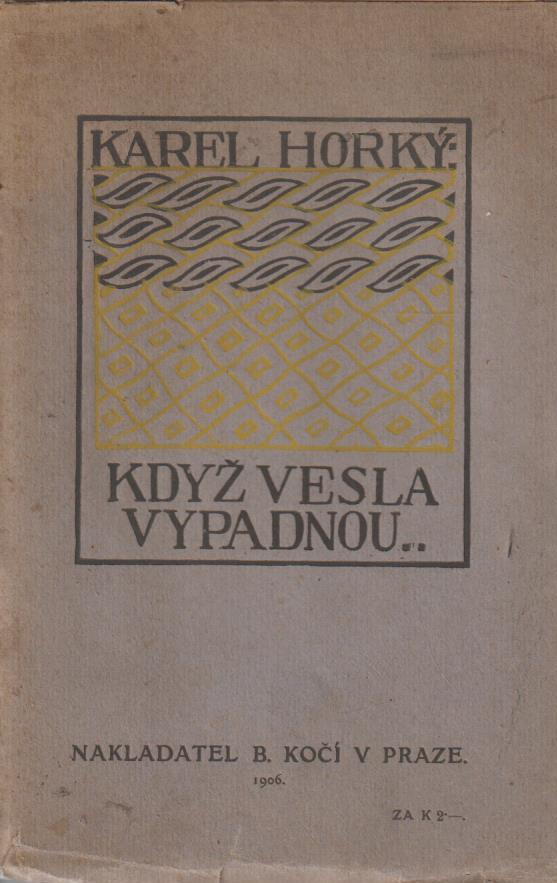 KAREL HORKÝ:
KDYŽ VESLA
VYPADNOU..
NAKLADATEL B. KOČÍ V PRAZE.
1906.
ZA K 2·—.